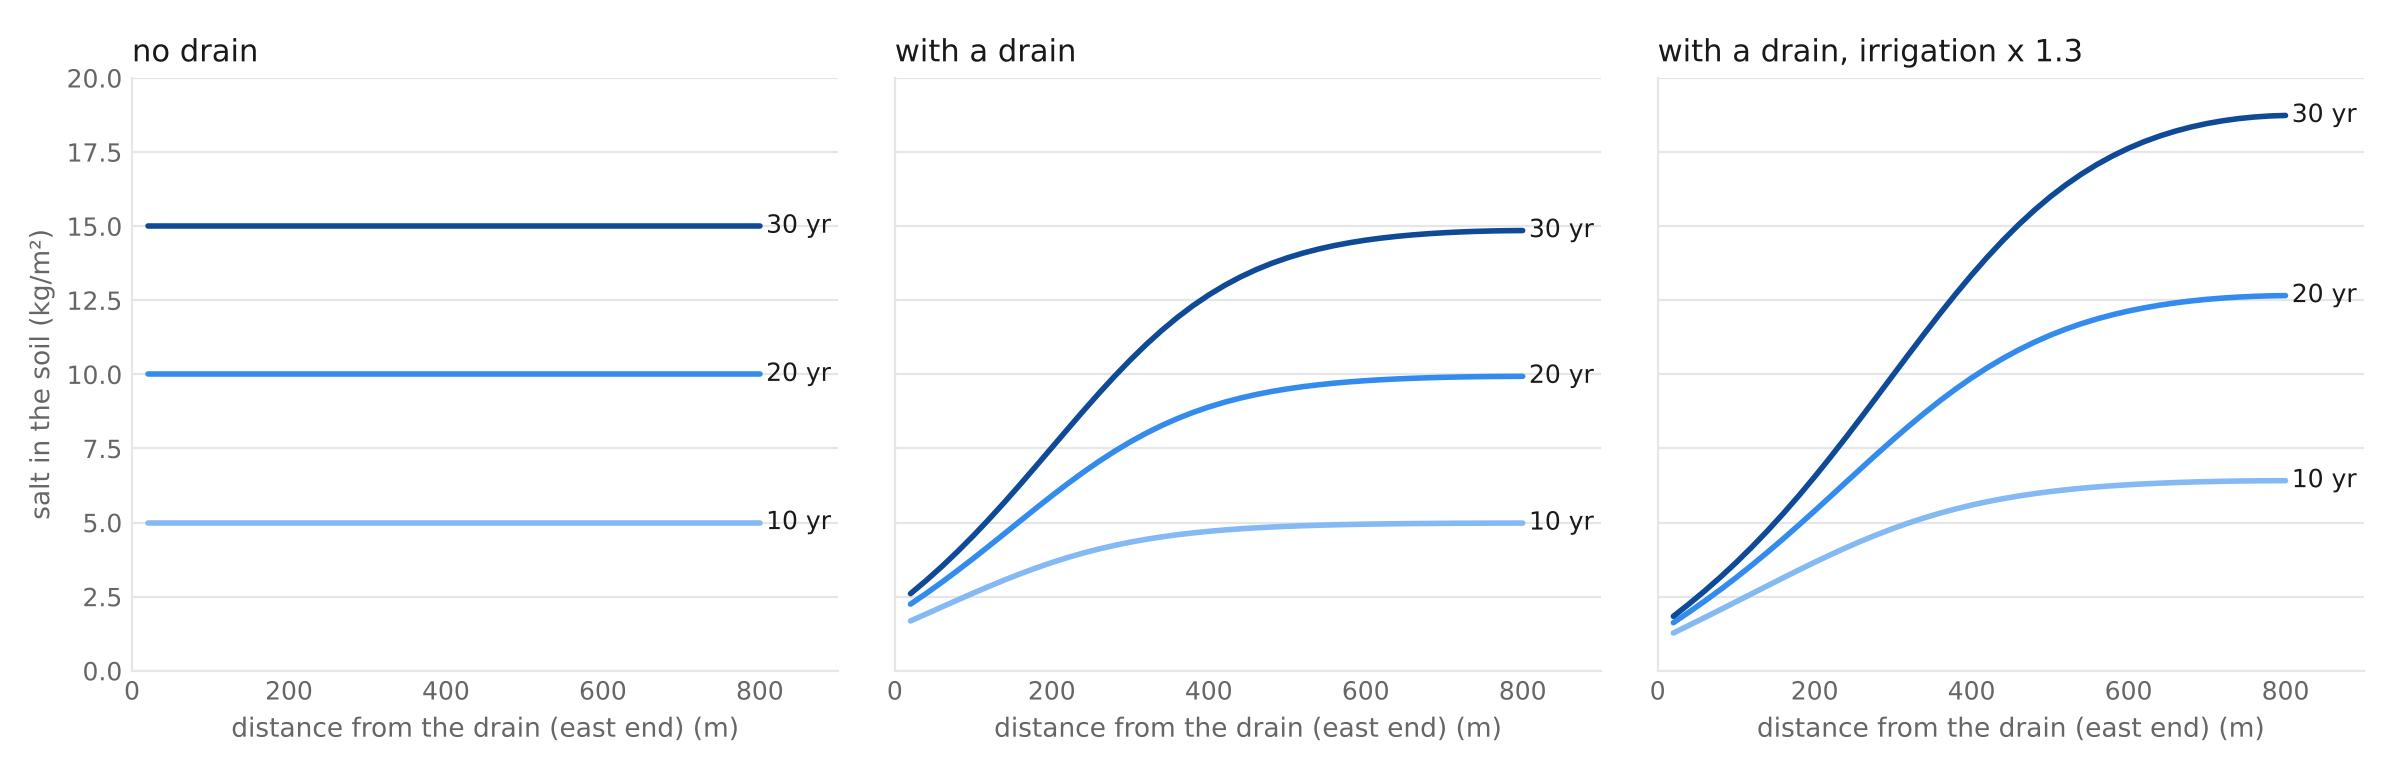 no drain
with a drain
with a drain, irrigation x 1.3
salt in the soil (kg/m²)
20.0
17.5
15.0
12.5
10.0
7.5
5.0
2.5
0.0
30 yr
20 yr
10 yr
0
200
400
600
800
distance from the drain (east end) (m)
30 yr
20 yr
10 yr
0
200
400
600
800
distance from the drain (east end) (m)
30 yr
20 yr
10 yr
0
200
400
600
800
distance from the drain (east end) (m)